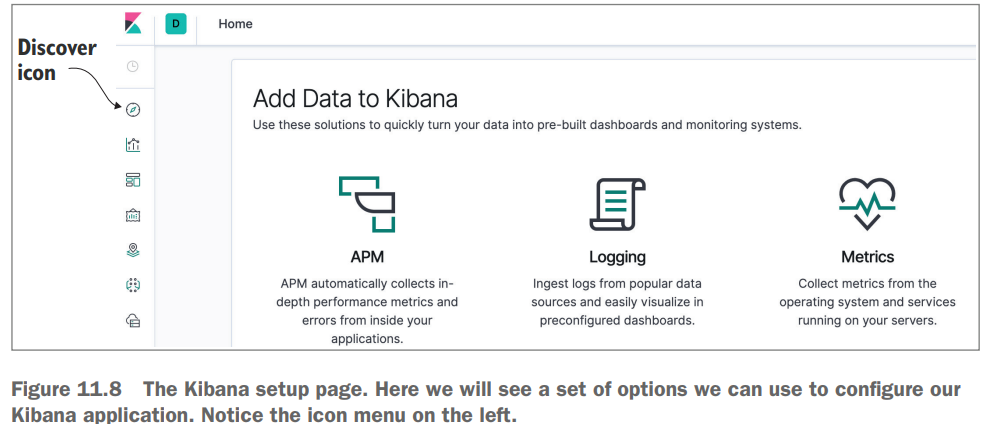 D
Home
Discover
icon
Add Data to Kibana
Use these solutions to quickly turn your data into pre-built dashboards and monitoring systems.
APM
APM automatically collects in-
depth performance metrics and
errors from inside your
applications.
Logging
Ingest logs from popular data
sources and easily visualize in
preconfigured dashboards.
Metrics
Collect metrics from the
operating system and services
running on your servers.
Figure 11.8 The Kibana setup page. Here we will see a set of options we can use to configure our
Kibana application. Notice the icon menu on the left.